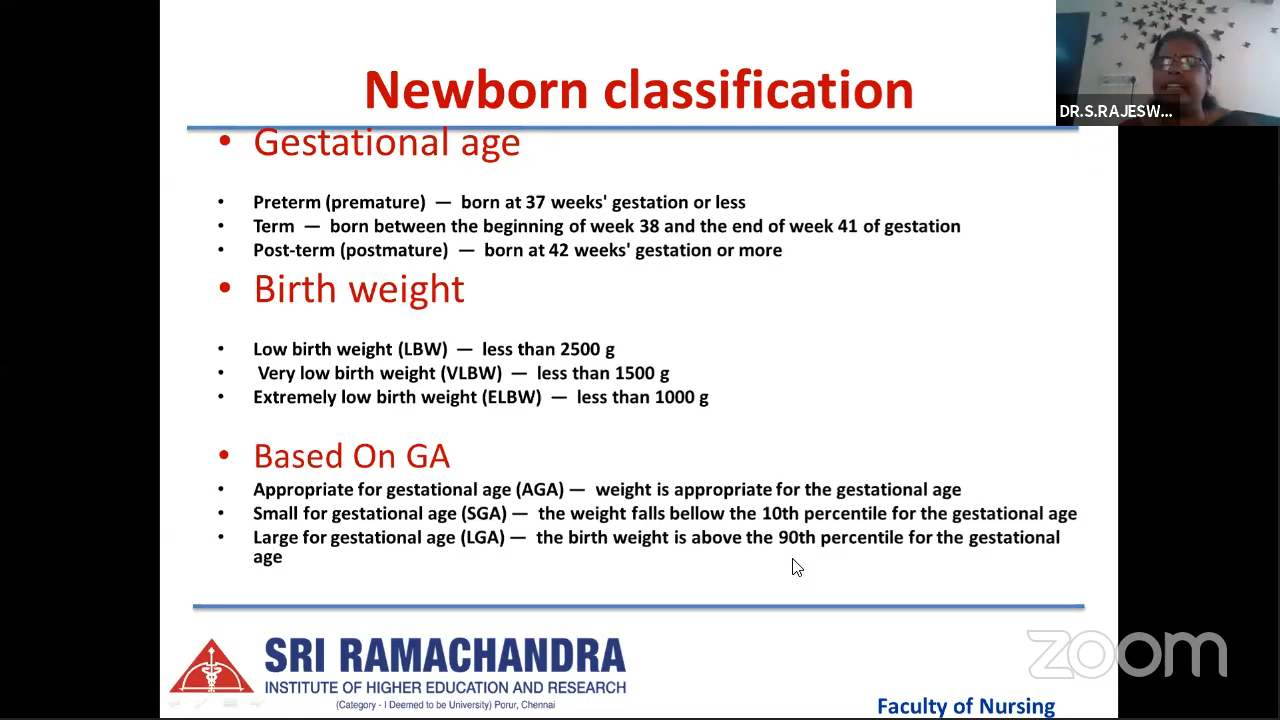 Newborn classification
DR.S.RAJESW...
• Gestational age
• Preterm (premature) — born at 37 weeks' gestation or less
• Term — born between the beginning of week 38 and the end of week 41 of gestation
• Post-term (postmature) — born at 42 weeks' gestation or more
• Birth weight
• Low birth weight (LBW) — less than 2500 g
• Very low birth weight (VLBW) — less than 1500 g
• Extremely low birth weight (ELBW) — less than 1000 g
• Based On GA
• Appropriate for gestational age (AGA) — weight is appropriate for the gestational age
• Small for gestational age (SGA) — the weight falls bellow the 10th percentile for the gestational age
• Large for gestational age (LGA) — the birth weight is above the 90th percentile for the gestational
age
SRI RAMACHANDRA
INSTITUTE OF HIGHER EDUCATION AND RESEARCH
(Category - I Deemed to be University) Porur, Chennai
zoom
Faculty of Nursing